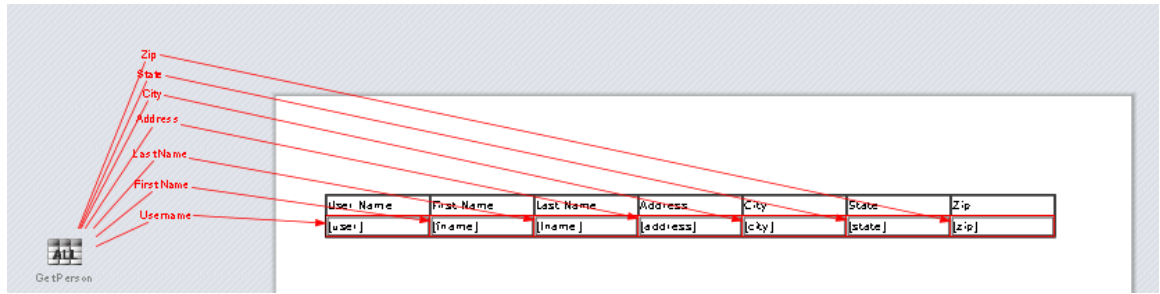 Zip
State
City
Address
LastName
FirstName
Username
ALL
GetPerson
User Name First Name Last Name Address City State Zip
[user] [fname] [lname] [address] [city] [state] [zip]